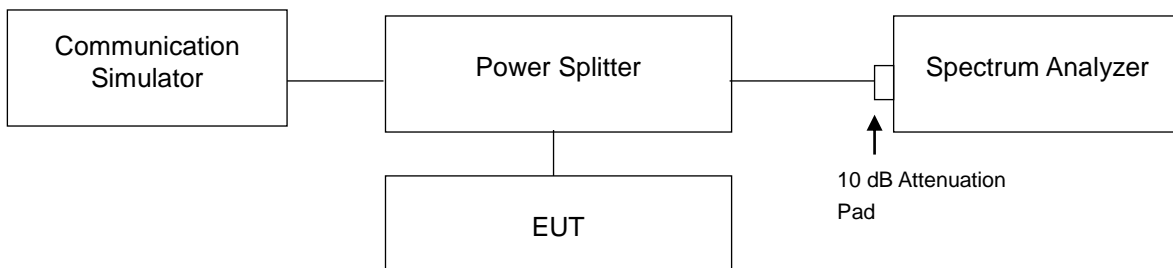 Communication
Simulator
Power Splitter
Spectrum Analyzer
10 dB Attenuation
Pad
EUT